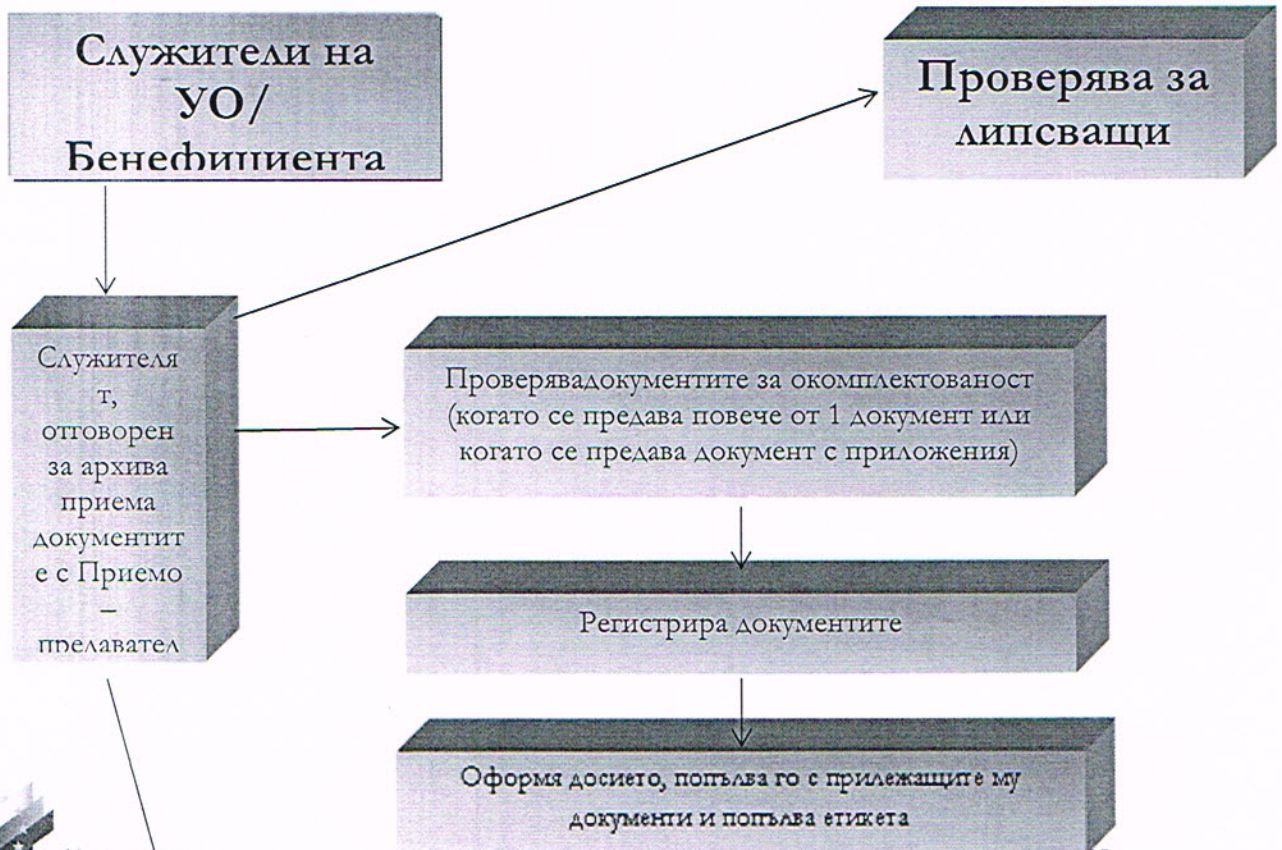 Служители на
УО/
Бенефициента
Проверява за
липсващи
Служителя
т,
отговорен
за архива
приема
документит
е с Приемо
–
предавател
Проверявадокументите за окомплектованост
(когато се предава повече от 1 документ или
когато се предава документ с приложения)
Регистрира документите
Оформя досието, попълва го с прилежащите му
документи и попълва етикета